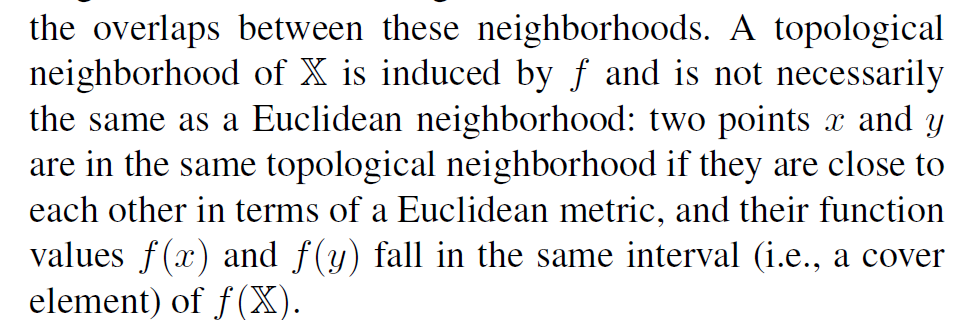 the overlaps between these neighborhoods. A topological
neighborhood of 𝕏 is induced by f and is not necessarily
the same as a Euclidean neighborhood: two points x and y
are in the same topological neighborhood if they are close to
each other in terms of a Euclidean metric, and their function
values f(x) and f(y) fall in the same interval (i.e., a cover
element) of f(𝕏).